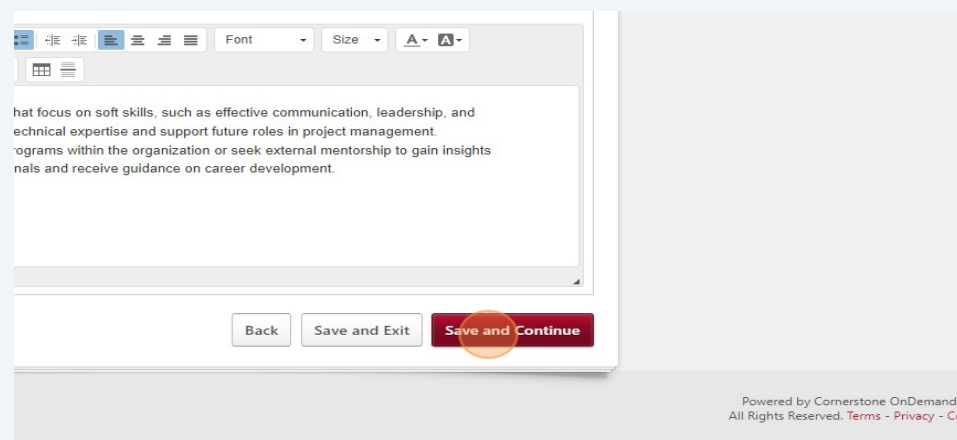 Font Size A A
hat focus on soft skills, such as effective communication, leadership, and
echnical expertise and support future roles in project management.
rograms within the organization or seek external mentorship to gain insights
nals and receive guidance on career development.
Back Save and Exit Save and Continue
Powered by Cornerstone OnDemand
All Rights Reserved. Terms - Privacy - C